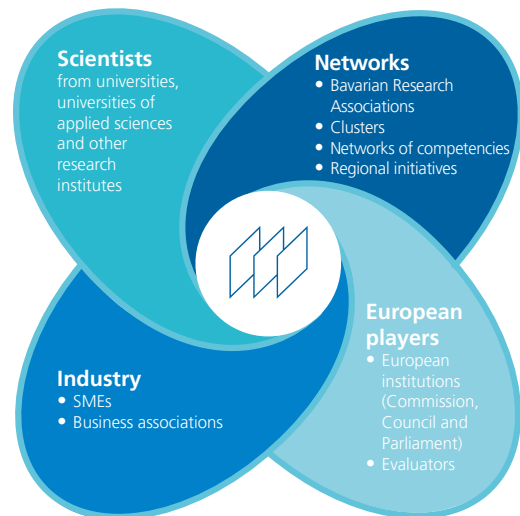 Scientists
from universities,
universities of
applied sciences
and other
research
institutes
Networks
• Bavarian Research
Associations
• Clusters
• Networks of competencies
• Regional initiatives
Industry
• SMEs
• Business associations
European
players
• European
institutions
(Commission,
Council and
Parliament)
• Evaluators